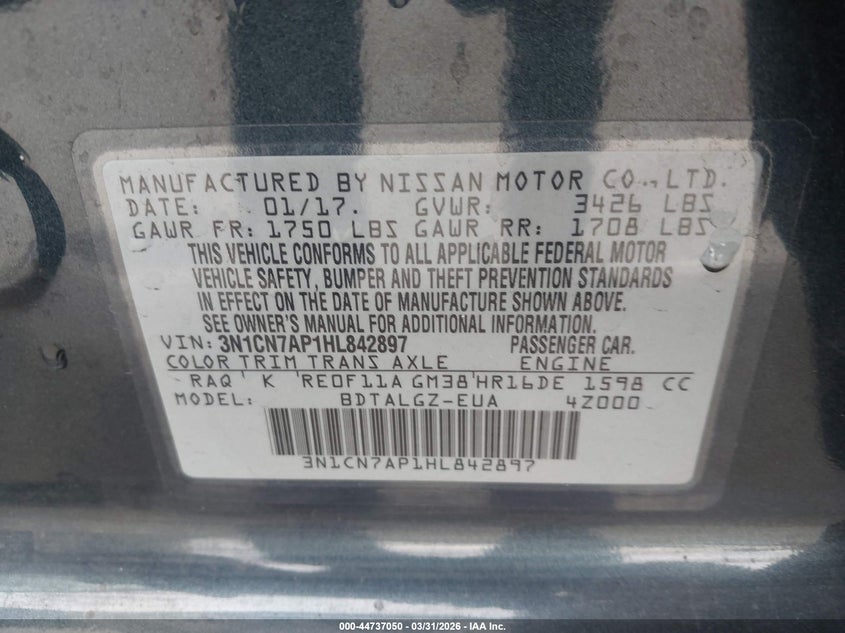 MANUFACTURED BY NISSAN MOTOR CO., LTD.
DATE: 01/17. GVWR: 3426 LBS
GAWR FR: 1750 LBS GAWR RR: 1708 LBS
THIS VEHICLE CONFORMS TO ALL APPLICABLE FEDERAL MOTOR
VEHICLE SAFETY, BUMPER AND THEFT PREVENTION STANDARDS
IN EFFECT ON THE DATE OF MANUFACTURE SHOWN ABOVE.
SEE OWNER'S MANUAL FOR ADDITIONAL INFORMATION.
VIN: 3N1CN7AP1HL842897 PASSENGER CAR.
COLOR TRIM TRANS AXLE ENGINE
RAQ K RE0F11A GM38 HR16DE 1598 CC
MODEL: BDTALGZ-EUA 4Z000
3N1CN7AP1HL842897
000-44737050 - 03/31/2026 - IAA Inc.